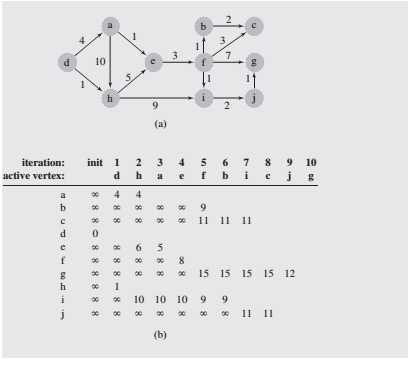 a b 2 c
4 1 1 3
d 10 e 3 f 7 g
1 5 1 1
h 9 i 2 j
(a)
iteration: init 1 2 3 4 5 6 7 8 9 10
active vertex: d h a e f b i c j g
a ∞ 4 4
b ∞ ∞ ∞ ∞ ∞ 9
c ∞ ∞ ∞ ∞ ∞ 11 11 11
d 0
e ∞ ∞ 6 5
f ∞ ∞ ∞ ∞ 8
g ∞ ∞ ∞ ∞ ∞ 15 15 15 15 12
h ∞ 1
i ∞ ∞ 10 10 10 9 9
j ∞ ∞ ∞ ∞ ∞ ∞ ∞ 11 11
(b)